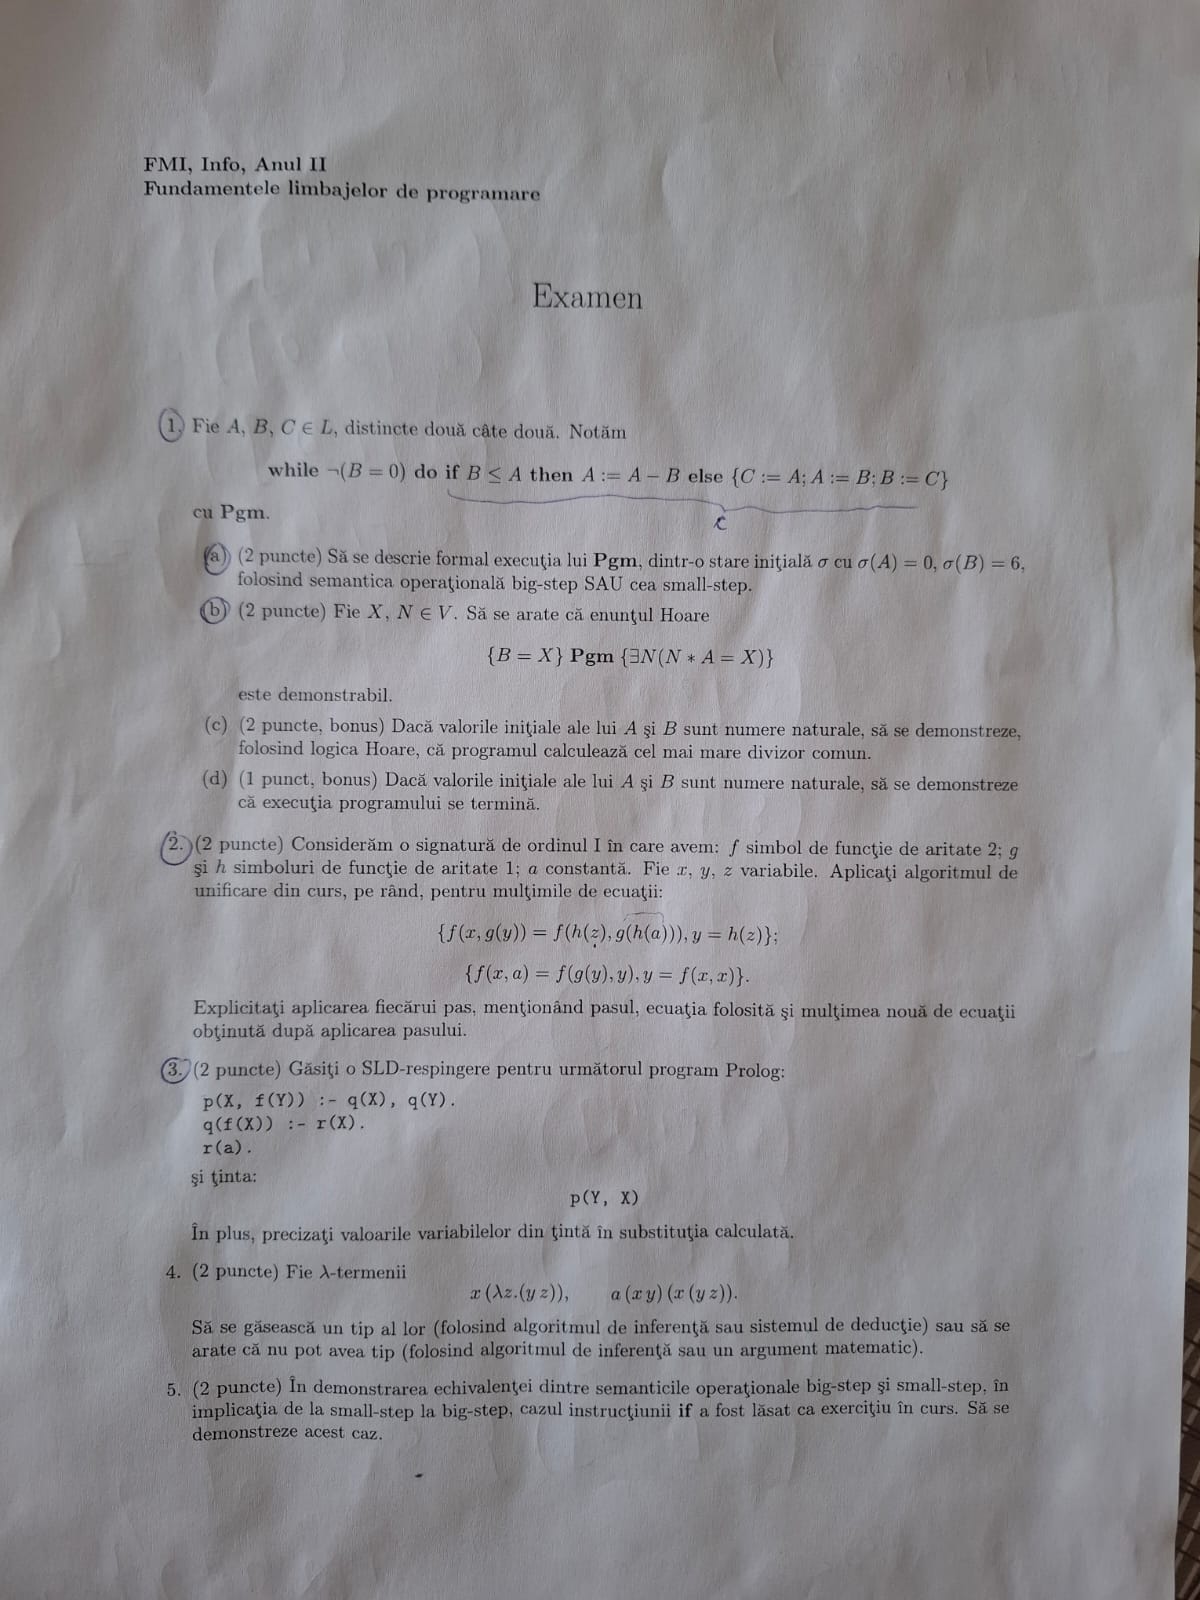 FMI, Info, Anul II
Fundamentele limbajelor de programare
Examen
1. Fie A, B, C ∈ L, distincte două câte două. Notăm
while ¬(B = 0) do if B ≤ A then A := A − B else {C := A; A := B; B := C}
c
cu Pgm.
(a) (2 puncte) Să se descrie formal execuţia lui Pgm, dintr-o stare iniţială σ cu σ(A) = 0, σ(B) = 6,
folosind semantica operaţională big-step SAU cea small-step.
(b) (2 puncte) Fie X, N ∈ V. Să se arate că enunţul Hoare
{B = X} Pgm {∃N(N ∗ A = X)}
este demonstrabil.
(c) (2 puncte, bonus) Dacă valorile iniţiale ale lui A şi B sunt numere naturale, să se demonstreze,
folosind logica Hoare, că programul calculează cel mai mare divizor comun.
(d) (1 punct, bonus) Dacă valorile iniţiale ale lui A şi B sunt numere naturale, să se demonstreze
că execuţia programului se termină.
2. (2 puncte) Considerăm o signatură de ordinul I în care avem: f simbol de funcţie de aritate 2; g
şi h simboluri de funcţie de aritate 1; a constantă. Fie x, y, z variabile. Aplicaţi algoritmul de
unificare din curs, pe rând, pentru mulţimile de ecuaţii:
{f(x, g(y)) = f(h(z), g(h(a))), y = h(z)};
{f(x, a) = f(g(y), y), y = f(x, x)}.
Explicitaţi aplicarea fiecărui pas, menţionând pasul, ecuaţia folosită şi mulţimea nouă de ecuaţii
obţinută după aplicarea pasului.
3. (2 puncte) Găsiţi o SLD-respingere pentru următorul program Prolog:
p(X, f(Y)) :- q(X), q(Y).
q(f(X)) :- r(X).
r(a).
şi ţinta:
p(Y, X)
În plus, precizaţi valoarile variabilelor din ţintă în substituţia calculată.
4. (2 puncte) Fie λ-termenii
x (λz.(y z)), a (x y) (x (y z)).
Să se găsească un tip al lor (folosind algoritmul de inferenţă sau sistemul de deducţie) sau să se
arate că nu pot avea tip (folosind algoritmul de inferenţă sau un argument matematic).
5. (2 puncte) În demonstrarea echivalenţei dintre semanticile operaţionale big-step şi small-step, în
implicaţia de la small-step la big-step, cazul instrucţiunii if a fost lăsat ca exerciţiu în curs. Să se
demonstreze acest caz.